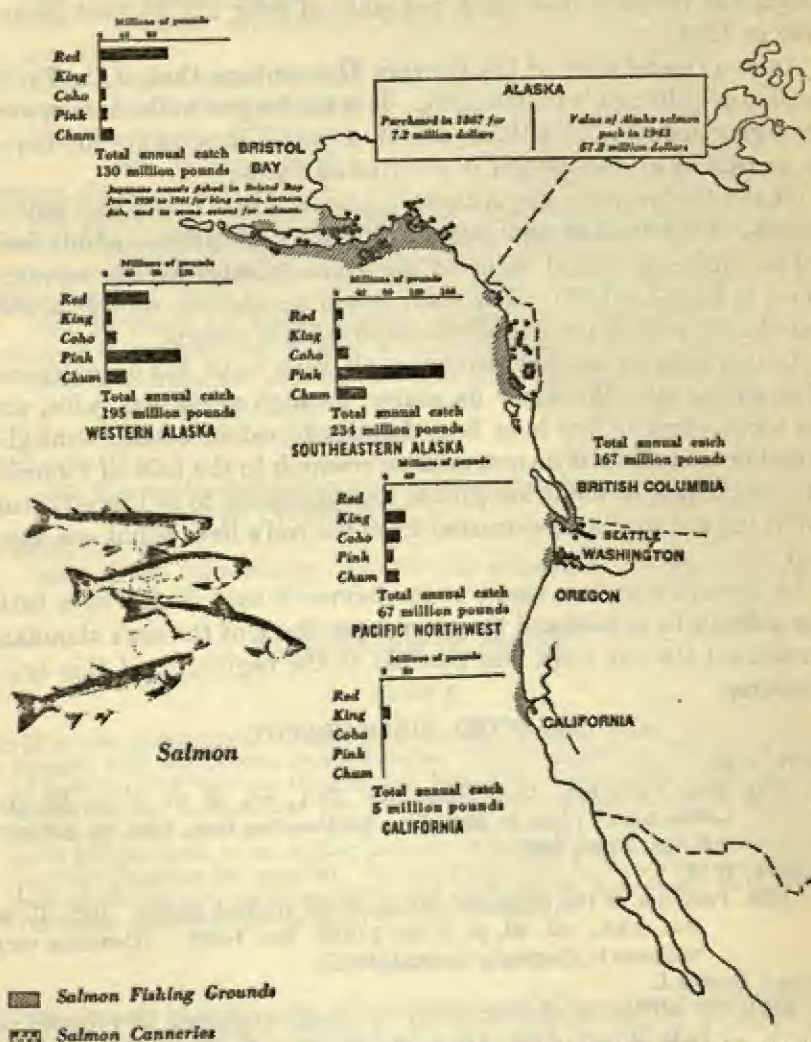 Millions of pounds
Red
King
Coho
Pink
Chum
Total annual catch
130 million pounds
BRISTOL
BAY
Japanese vessels fished in Bristol Bay
from 1930 to 1941 for king crabs, bottom
fish, and to some extent for salmon.
ALASKA
Purchased in 1867 for
7.2 million dollars
Value of Alaska salmon
pack in 1943
57.8 million dollars
Millions of pounds
Red
King
Coho
Pink
Chum
Total annual catch
195 million pounds
WESTERN ALASKA
Millions of pounds
Red
King
Coho
Pink
Chum
Total annual catch
234 million pounds
SOUTHEASTERN ALASKA
Total annual catch
167 million pounds
BRITISH COLUMBIA
SEATTLE
WASHINGTON
OREGON
Millions of pounds
Red
King
Coho
Pink
Chum
Total annual catch
67 million pounds
PACIFIC NORTHWEST
Millions of pounds
Red
King
Coho
Pink
Chum
Total annual catch
5 million pounds
CALIFORNIA
CALIFORNIA
Salmon
Salmon Fishing Grounds
Salmon Canneries